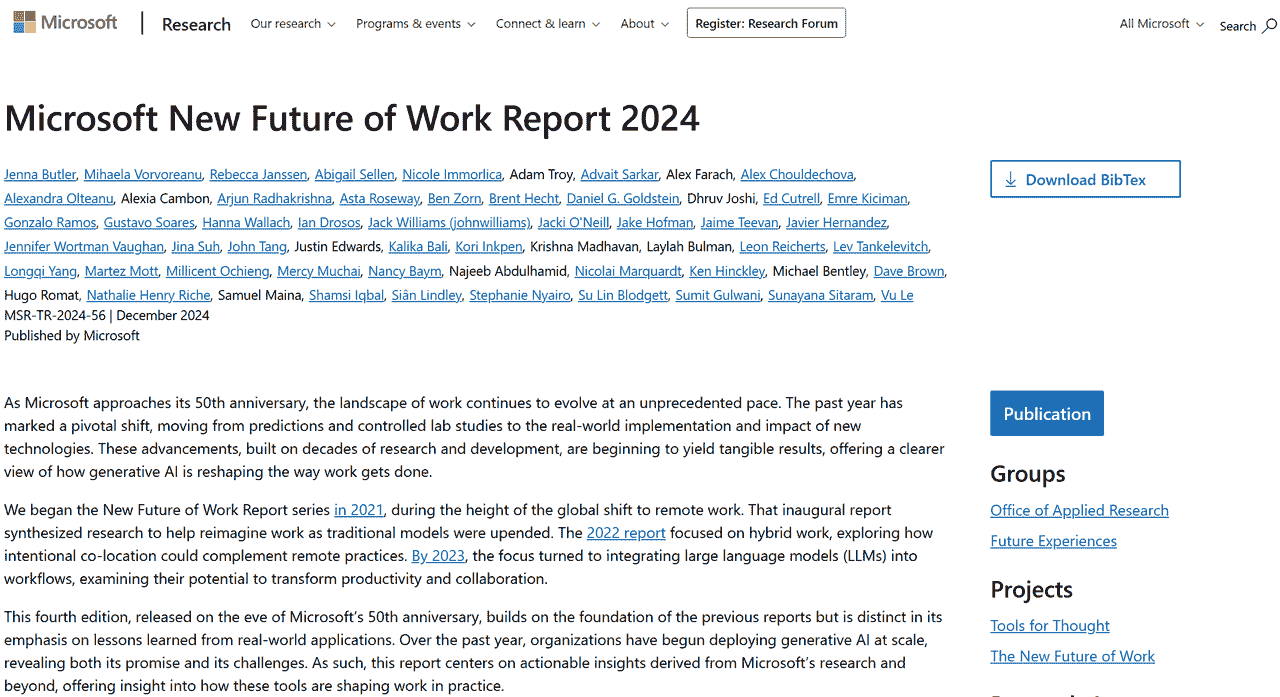 Microsoft | Research Our research Programs & events Connect & learn About Register: Research Forum All Microsoft Search
Microsoft New Future of Work Report 2024
Jenna Butler, Mihaela Vorvoreanu, Rebecca Janssen, Abigail Sellen, Nicole Immorlica, Adam Troy, Advait Sarkar, Alex Farach, Alex Chouldechova,
Alexandra Olteanu, Alexia Cambon, Arjun Radhakrishna, Asta Roseway, Ben Zorn, Brent Hecht, Daniel G. Goldstein, Dhruv Joshi, Ed Cutrell, Emre Kiciman,
Gonzalo Ramos, Gustavo Soares, Hanna Wallach, Ian Drosos, Jack Williams (johnwilliams), Jacki O'Neill, Jake Hofman, Jaime Teevan, Javier Hernandez,
Jennifer Wortman Vaughan, Jina Suh, John Tang, Justin Edwards, Kalika Bali, Kori Inkpen, Krishna Madhavan, Laylah Bulman, Leon Reicherts, Lev Tankelevitch,
Longqi Yang, Martez Mott, Millicent Ochieng, Mercy Muchai, Nancy Baym, Najeeb Abdulhamid, Nicolai Marquardt, Ken Hinckley, Michael Bentley, Dave Brown,
Hugo Romat, Nathalie Henry Riche, Samuel Maina, Shamsi Iqbal, Siân Lindley, Stephanie Nyairo, Su Lin Blodgett, Sumit Gulwani, Sunayana Sitaram, Vu Le
MSR-TR-2024-56 | December 2024
Published by Microsoft
Download BibTex
As Microsoft approaches its 50th anniversary, the landscape of work continues to evolve at an unprecedented pace. The past year has
marked a pivotal shift, moving from predictions and controlled lab studies to the real-world implementation and impact of new
technologies. These advancements, built on decades of research and development, are beginning to yield tangible results, offering a clearer
view of how generative AI is reshaping the way work gets done.
We began the New Future of Work Report series in 2021, during the height of the global shift to remote work. That inaugural report
synthesized research to help reimagine work as traditional models were upended. The 2022 report focused on hybrid work, exploring how
intentional co-location could complement remote practices. By 2023, the focus turned to integrating large language models (LLMs) into
workflows, examining their potential to transform productivity and collaboration.
This fourth edition, released on the eve of Microsoft's 50th anniversary, builds on the foundation of the previous reports but is distinct in its
emphasis on lessons learned from real-world applications. Over the past year, organizations have begun deploying generative AI at scale,
revealing both its promise and its challenges. As such, this report centers on actionable insights derived from Microsoft's research and
beyond, offering insight into how these tools are shaping work in practice.
Publication
Groups
Office of Applied Research
Future Experiences
Projects
Tools for Thought
The New Future of Work